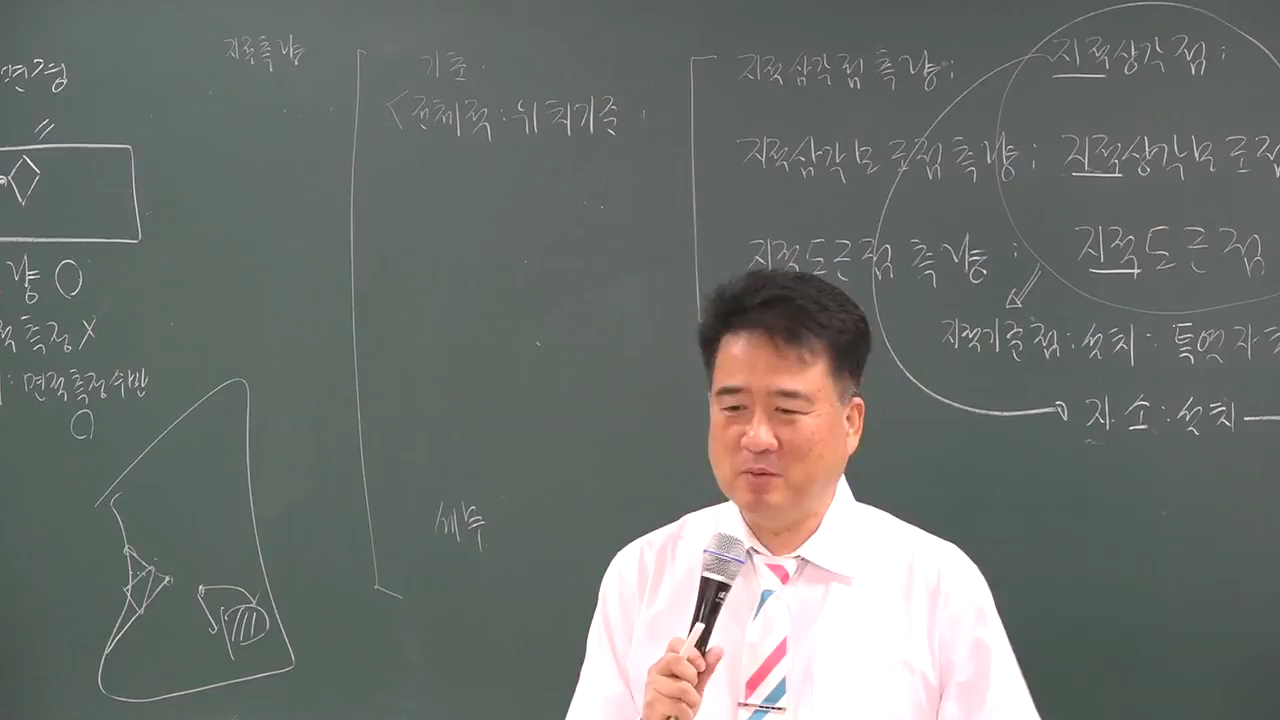 지적측량
기초
<전체적:위치기준
세부
지적삼각점측량:
지적삼각보조점측량:
지적도근점측량:
지적삼각점:
지적삼각보조점
지적도근점
지적기준점:설치:
지.소:설치
량 ○
측정 X
:면적측정수반
○